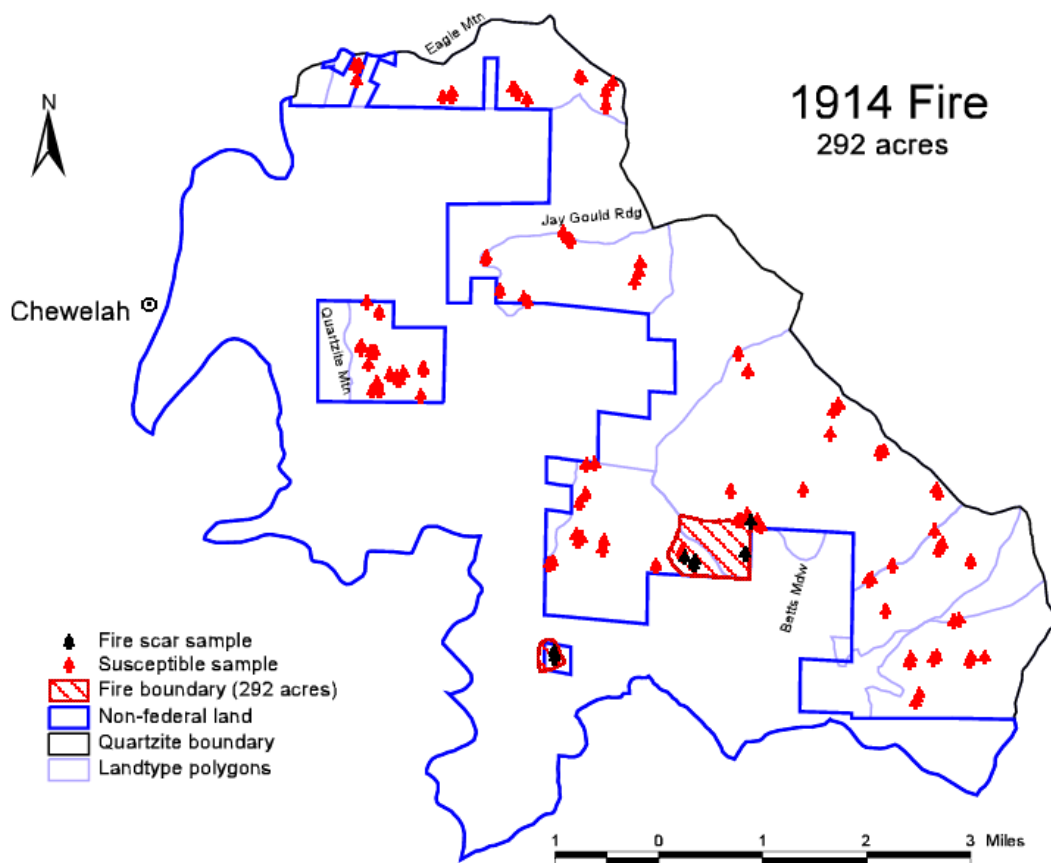 Eagle Mtn
N
1914 Fire
292 acres
Jay Gould Rdg
Chewelah
Quartzite Mtn
Betts Mdw
Fire scar sample
Susceptible sample
Fire boundary (292 acres)
Non-federal land
Quartzite boundary
Landtype polygons
1 0 1 2 3 Miles